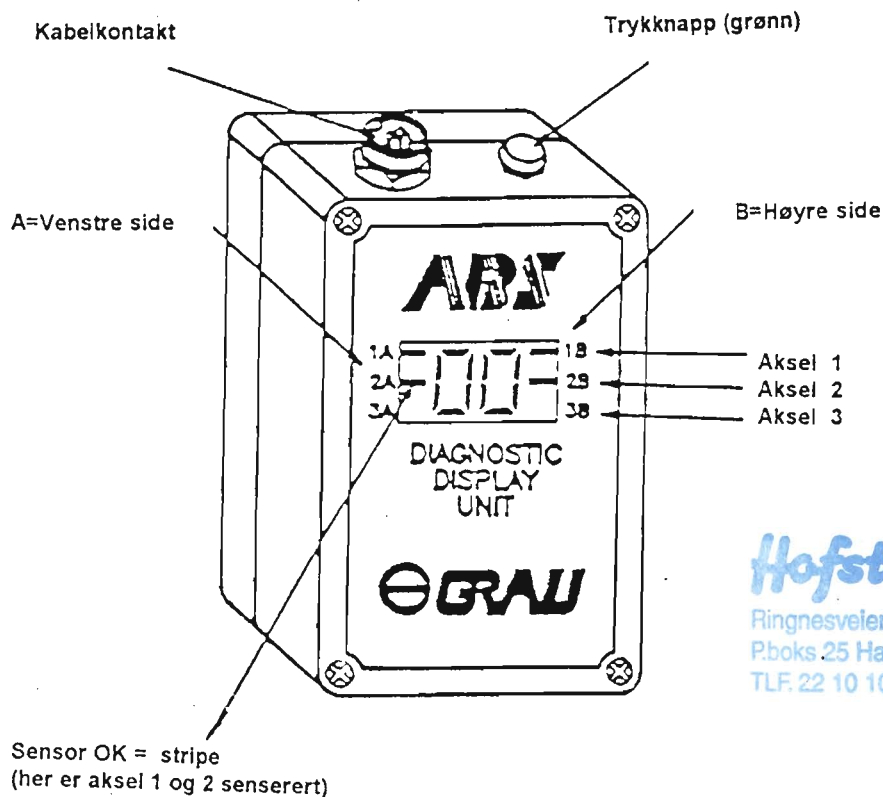 Kabelkontakt
Trykknapp (grønn)
A=Venstre side
B=Høyre side
ABS
1A 1B
2A 2B
3A 3B
00
Aksel 1
Aksel 2
Aksel 3
DIAGNOSTIC
DISPLAY
UNIT
GRAU
Ringnesveien
P.boks 25
TLF. 22 10
Sensor OK = stripe
(her er aksel 1 og 2 senserert)